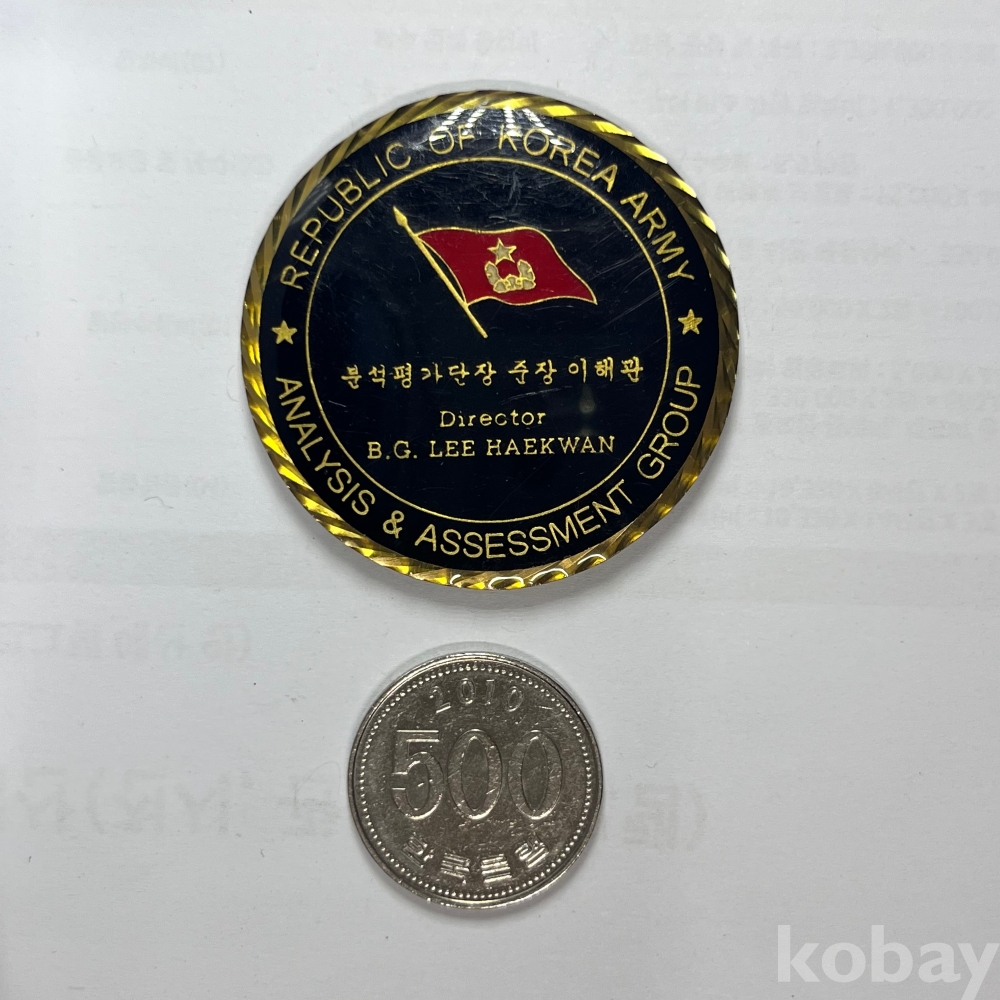 REPUBLIC OF KOREA ARMY
분석평가단장 준장 이해관
Director
B.G. LEE HAEKWAN
ANALYSIS & ASSESSMENT GROUP
2010
500
한국은행
kobay